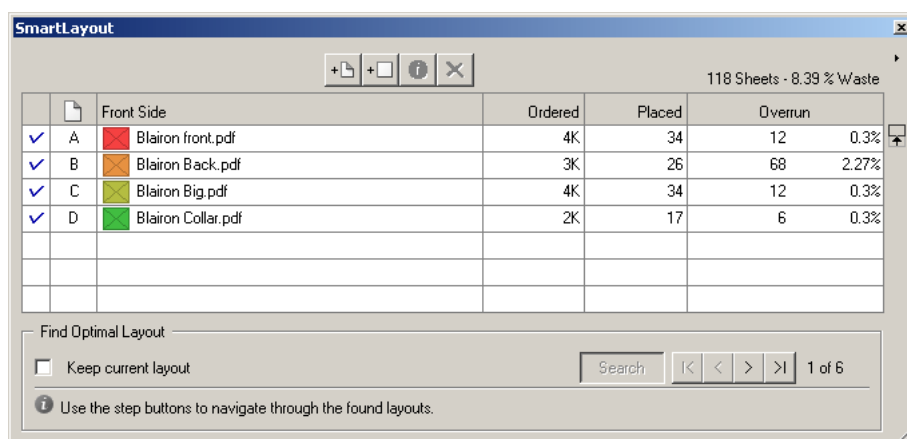 SmartLayout
118 Sheets - 8.39 % Waste
Front Side Ordered Placed Overrun
A Blairon front.pdf 4K 34 12 0.3%
B Blairon Back.pdf 3K 26 68 2.27%
C Blairon Big.pdf 4K 34 12 0.3%
D Blairon Collar.pdf 2K 17 6 0.3%
Find Optimal Layout
Keep current layout Search 1 of 6
Use the step buttons to navigate through the found layouts.